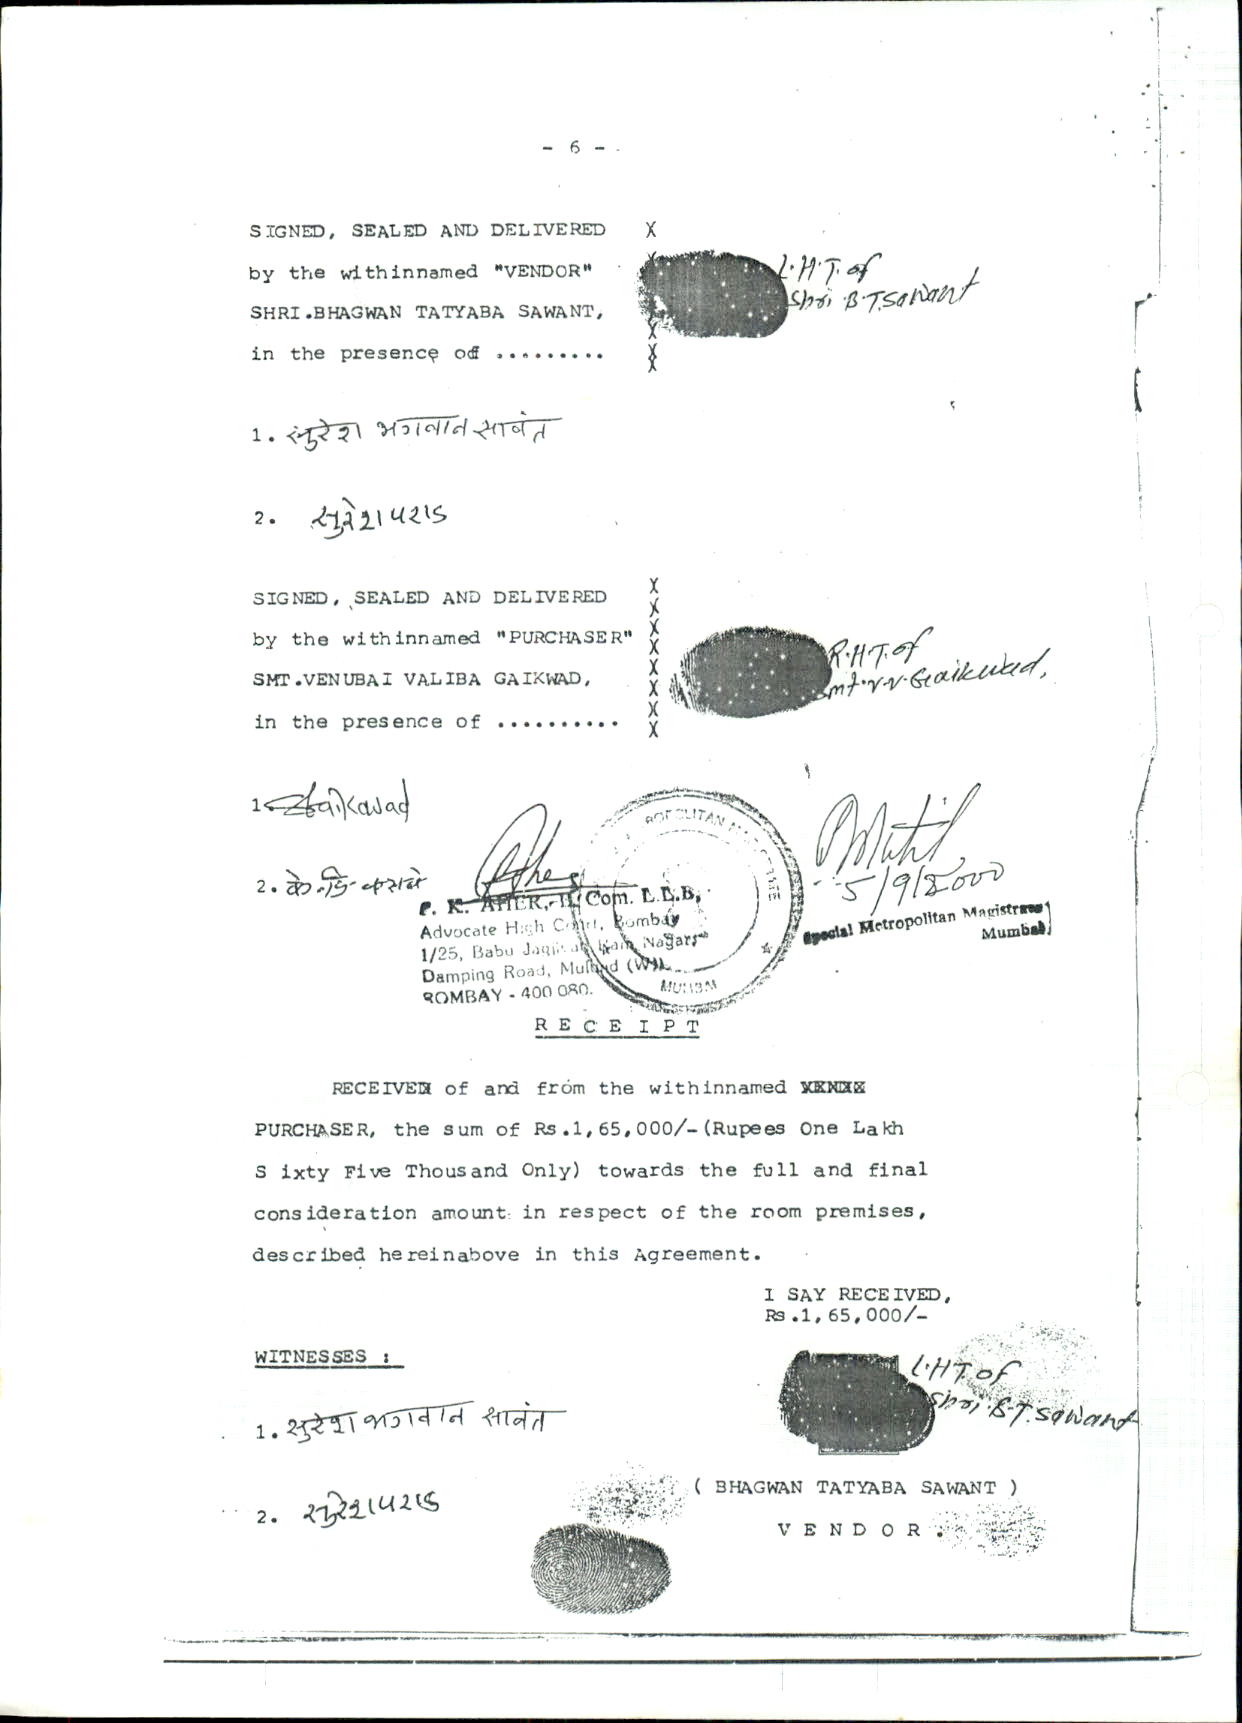 - 6 -
SIGNED, SEALED AND DELIVERED X
by the withinnamed "VENDOR"
SHRI.BHAGWAN TATYABA SAWANT,
in the presence of .........
L.H.T. of
Shri B.T.Sawant
1. सुरेश भगवान सावंत
2. सुरेश पराड
SIGNED, SEALED AND DELIVERED
by the withinnamed "PURCHASER"
SMT.VENUBAI VALIBA GAIKWAD,
in the presence of ..........
R.H.T. of
smt.V.V.Gaikwad,
1. Gaikavad
2.
P. K. AHER, Com. L.L.B,
Advocate High Court, Bombay
1/25, Babu Jagjivan Ram Nagar,
Damping Road, Mulund (W),
BOMBAY - 400 080.
METROPOLITAN MAGISTRATE
MUMBAI
5/9/2000
Special Metropolitan Magistrate
Mumbai
R E C E I P T
RECEIVED of and from the withinnamed
PURCHASER, the sum of Rs.1,65,000/-(Rupees One Lakh
Sixty Five Thousand Only) towards the full and final
consideration amount in respect of the room premises,
described hereinabove in this Agreement.
I SAY RECEIVED,
Rs.1,65,000/-
WITNESSES :
L.H.T. of
Shri.B.T.Sawant
1. सुरेश भगवान सावंत
( BHAGWAN TATYABA SAWANT )
2. सुरेश पराड
V E N D O R .